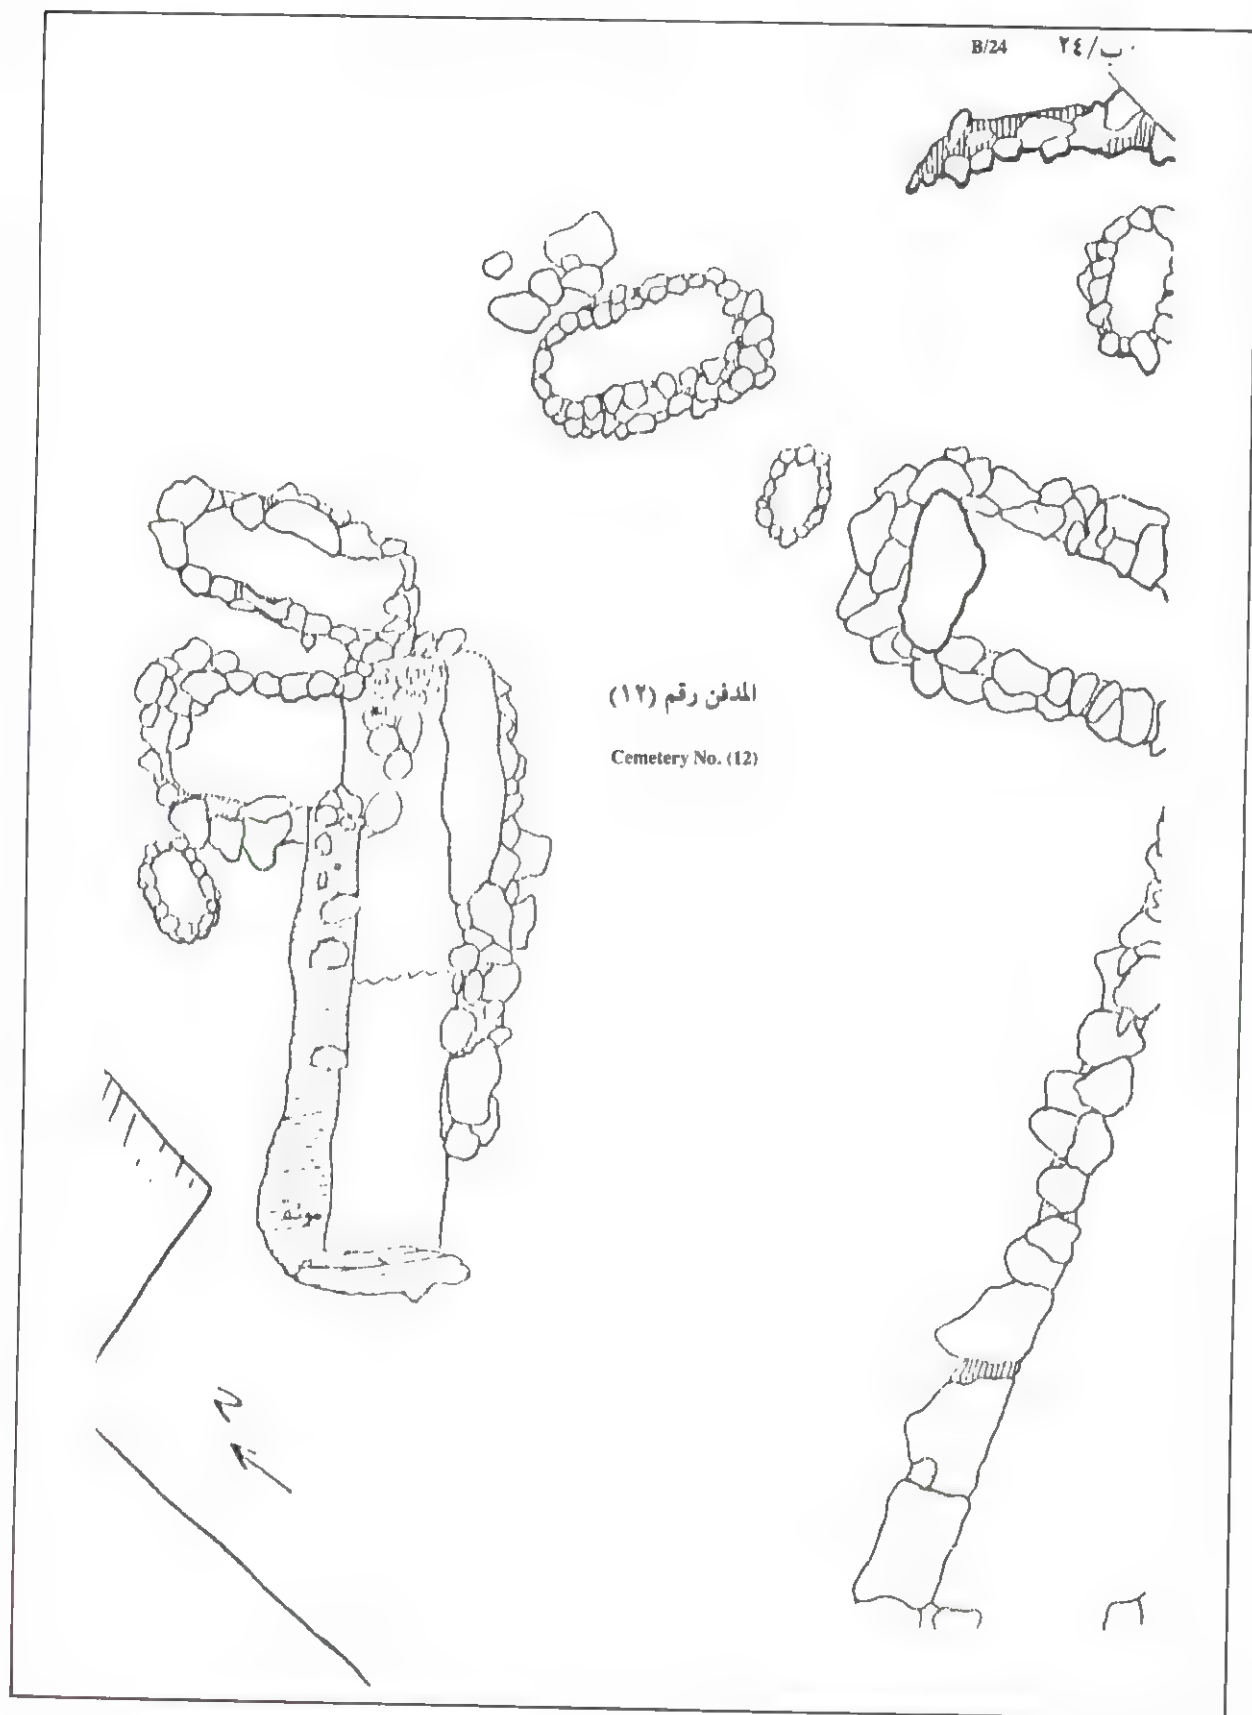 B/24 ب/٢٤
المدفن رقم (١٢)
Cemetery No. (12)
مونة
N